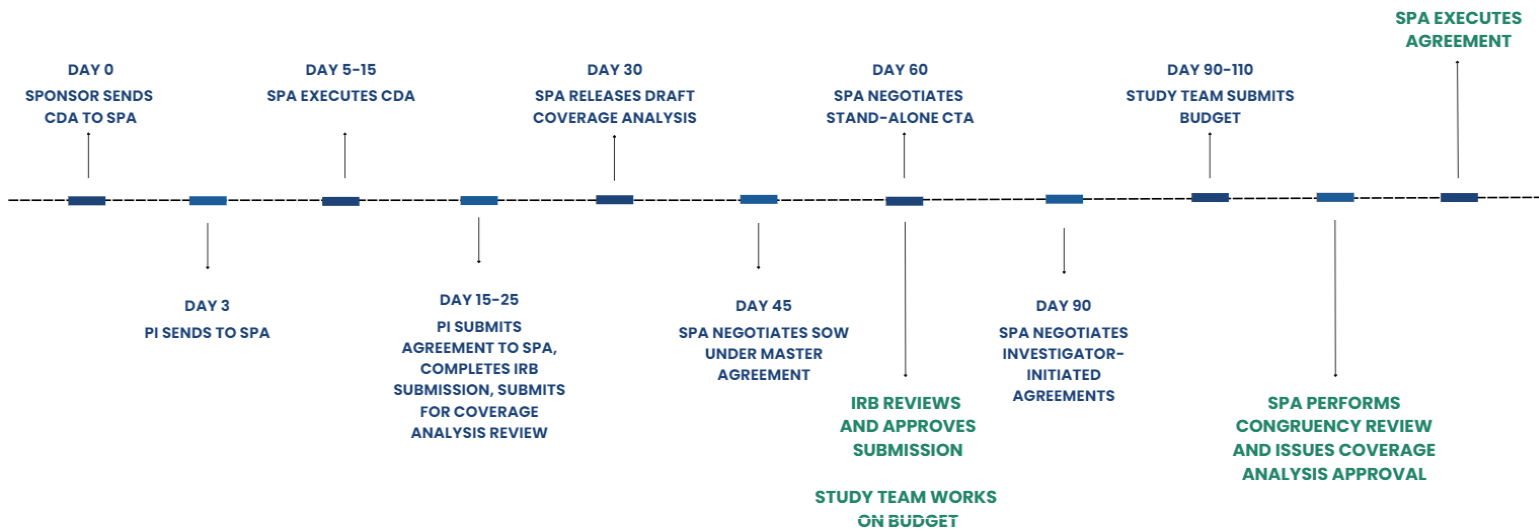 SPA EXECUTES
AGREEMENT
DAY 0
SPONSOR SENDS
CDA TO SPA
DAY 5-15
SPA EXECUTES CDA
DAY 30
SPA RELEASES DRAFT
COVERAGE ANALYSIS
DAY 60
SPA NEGOTIATES
STAND-ALONE CTA
DAY 90-110
STUDY TEAM SUBMITS
BUDGET
DAY 3
PI SENDS TO SPA
DAY 15-25
PI SUBMITS
AGREEMENT TO SPA,
COMPLETES IRB
SUBMISSION, SUBMITS
FOR COVERAGE
ANALYSIS REVIEW
DAY 45
SPA NEGOTIATES SOW
UNDER MASTER
AGREEMENT
IRB REVIEWS
AND APPROVES
SUBMISSION
STUDY TEAM WORKS
ON BUDGET
DAY 90
SPA NEGOTIATES
INVESTIGATOR-
INITIATED
AGREEMENTS
SPA PERFORMS
CONGRUENCY REVIEW
AND ISSUES COVERAGE
ANALYSIS APPROVAL